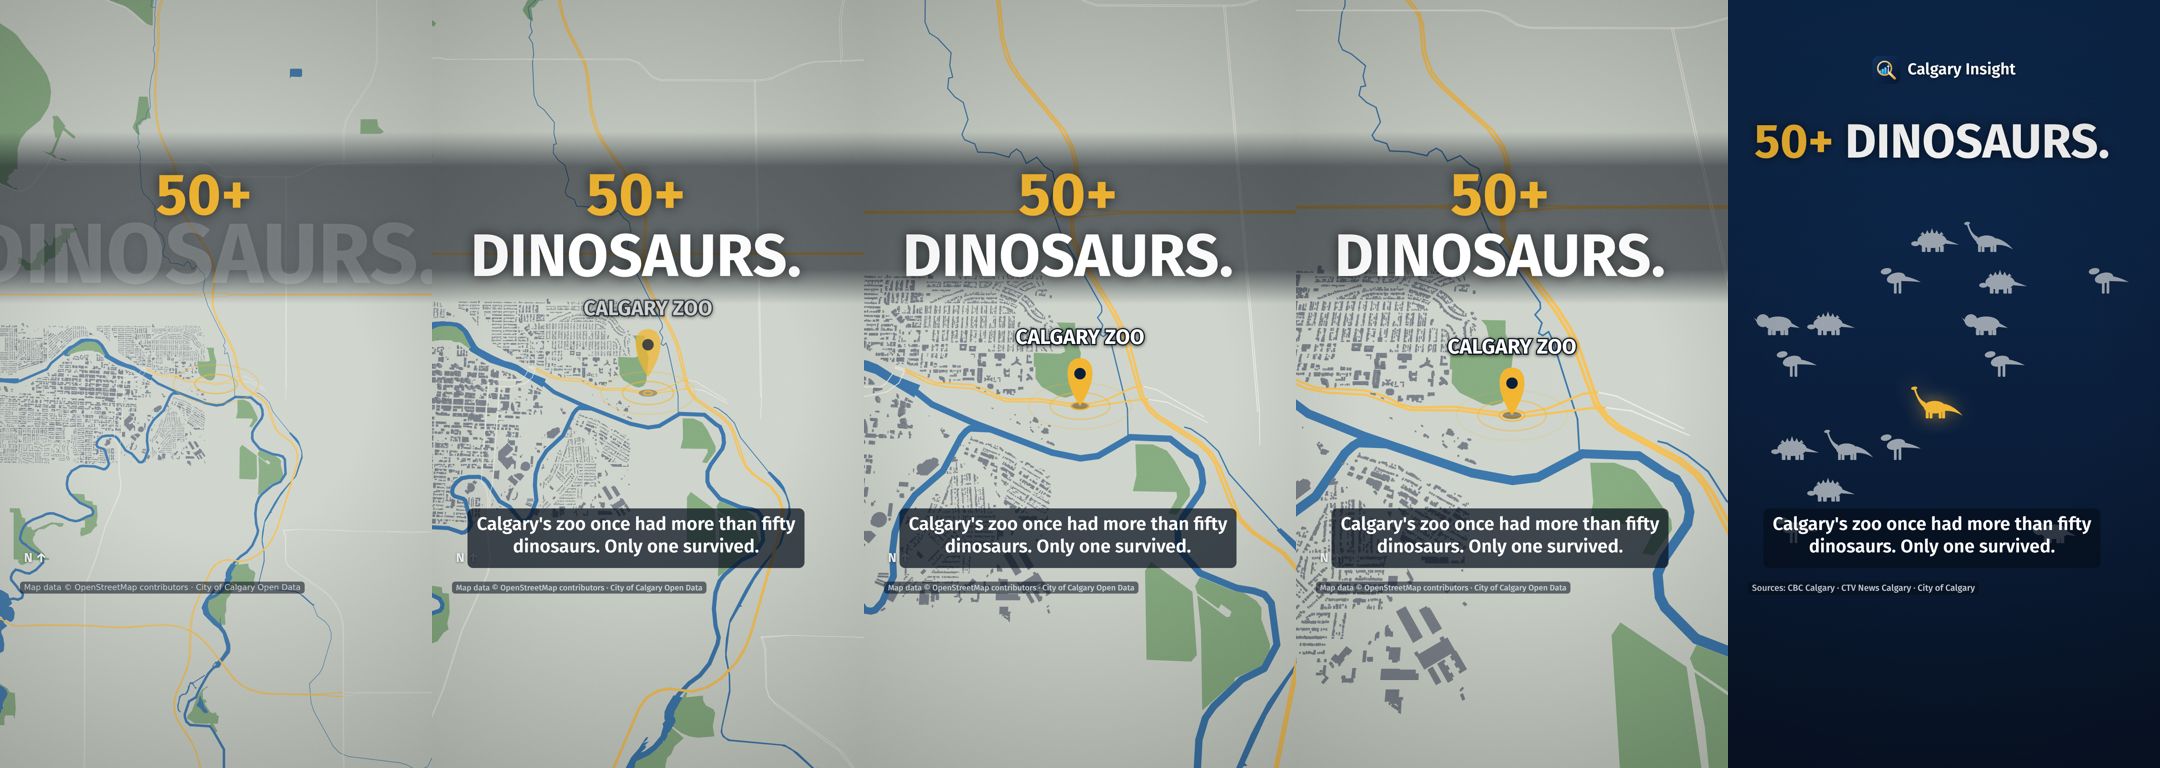 50+
DINOSAURS.
N ↑
Map data © OpenStreetMap contributors · City of Calgary Open Data
50+
DINOSAURS.
CALGARY ZOO
Calgary's zoo once had more than fifty
dinosaurs. Only one survived.
N
Map data © OpenStreetMap contributors · City of Calgary Open Data
50+
DINOSAURS.
CALGARY ZOO
Calgary's zoo once had more than fifty
dinosaurs. Only one survived.
N
Map data © OpenStreetMap contributors · City of Calgary Open Data
50+
DINOSAURS.
CALGARY ZOO
Calgary's zoo once had more than fifty
dinosaurs. Only one survived.
N
Map data © OpenStreetMap contributors · City of Calgary Open Data
Calgary Insight
50+ DINOSAURS.
Calgary's zoo once had more than fifty
dinosaurs. Only one survived.
Sources: CBC Calgary · CTV News Calgary · City of Calgary